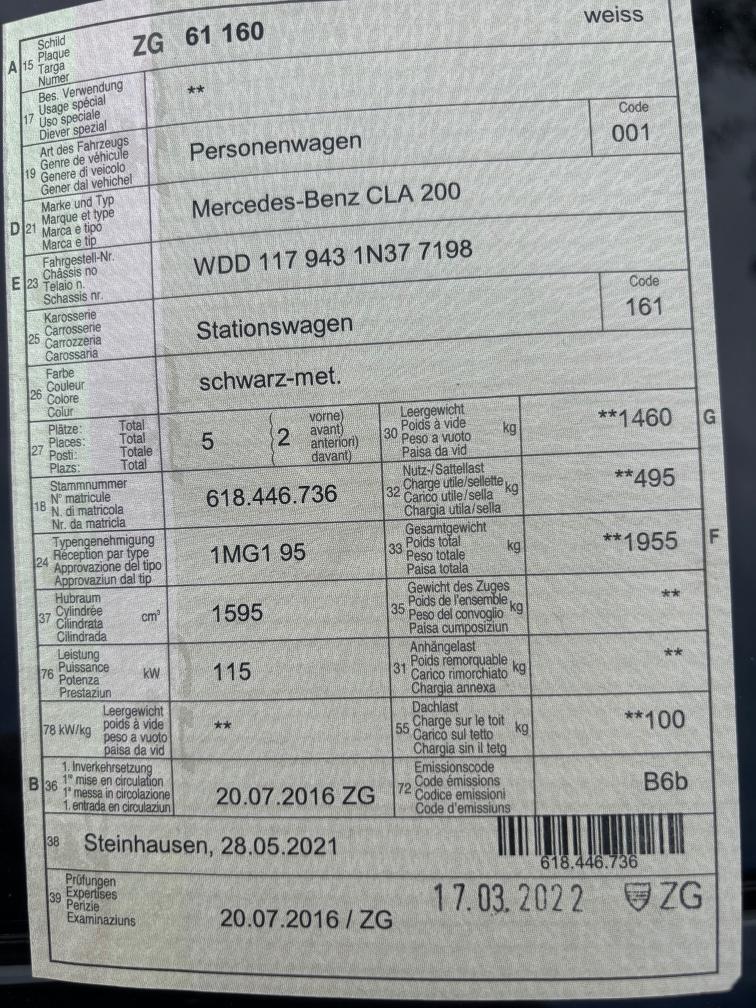 A 15 Schild
Plaque
Targa
Numer
ZG 61 160
weiss
17 Bes. Verwendung
Usage spécial
Uso speciale
Diever spezial
**
19 Art des Fahrzeugs
Genre de véhicule
Genere di veicolo
Gener dal vehichel
Personenwagen
Code
001
D 21 Marke und Typ
Marque et type
Marca e tipo
Marca e tip
Mercedes-Benz CLA 200
E 23 Fahrgestell-Nr.
Châssis no
Telaio n.
Schassis nr.
WDD 117 943 1N37 7198
25 Karosserie
Carrosserie
Carrozzeria
Carossaria
Stationswagen
Code
161
26 Farbe
Couleur
Colore
Colur
schwarz-met.
27 Plätze: Total
Places: Total
Posti: Totale
Plazs: Total
5
2
vorne)
avant)
anteriori)
davant)
30 Leergewicht
Poids à vide
Peso a vuoto
Paisa da vid
kg
**1460
G
18 Stammnummer
N° matricule
N. di matricola
Nr. da matricla
618.446.736
32 Nutz-/Sattellast
Charge utile/sellette
Carico utile/sella
Chargia utila/sella
kg
**495
24 Typengenehmigung
Réception par type
Approvazione del tipo
Approvaziun dal tip
1MG1 95
33 Gesamtgewicht
Poids total
Peso totale
Paisa totala
kg
**1955
F
37 Hubraum
Cylindrée
Cilindrata
Cilindrada
cm³
1595
35 Gewicht des Zuges
Poids de l'ensemble
Peso del convoglio
Paisa cumposiziun
kg
**
76 Leistung
Puissance
Potenza
Prestaziun
kW
115
31 Anhängelast
Poids remorquable
Carico rimorchiato
Chargia annexa
kg
**
78 kW/kg
Leergewicht
poids à vide
peso a vuoto
paisa da vid
**
55 Dachlast
Charge sur le toit
Carico sul tetto
Chargia sin il tetg
kg
**100
B 36 1. Inverkehrsetzung
1re mise en circulation
1a messa in circolazione
1. entrada en circulaziun
20.07.2016 ZG
72 Emissionscode
Code émissions
Codice emissioni
Code d'emissiuns
B6b
38 Steinhausen, 28.05.2021
618.446.736
39 Prüfungen
Expertises
Perizie
Examinaziuns
20.07.2016 / ZG
17.03.2022 ZG